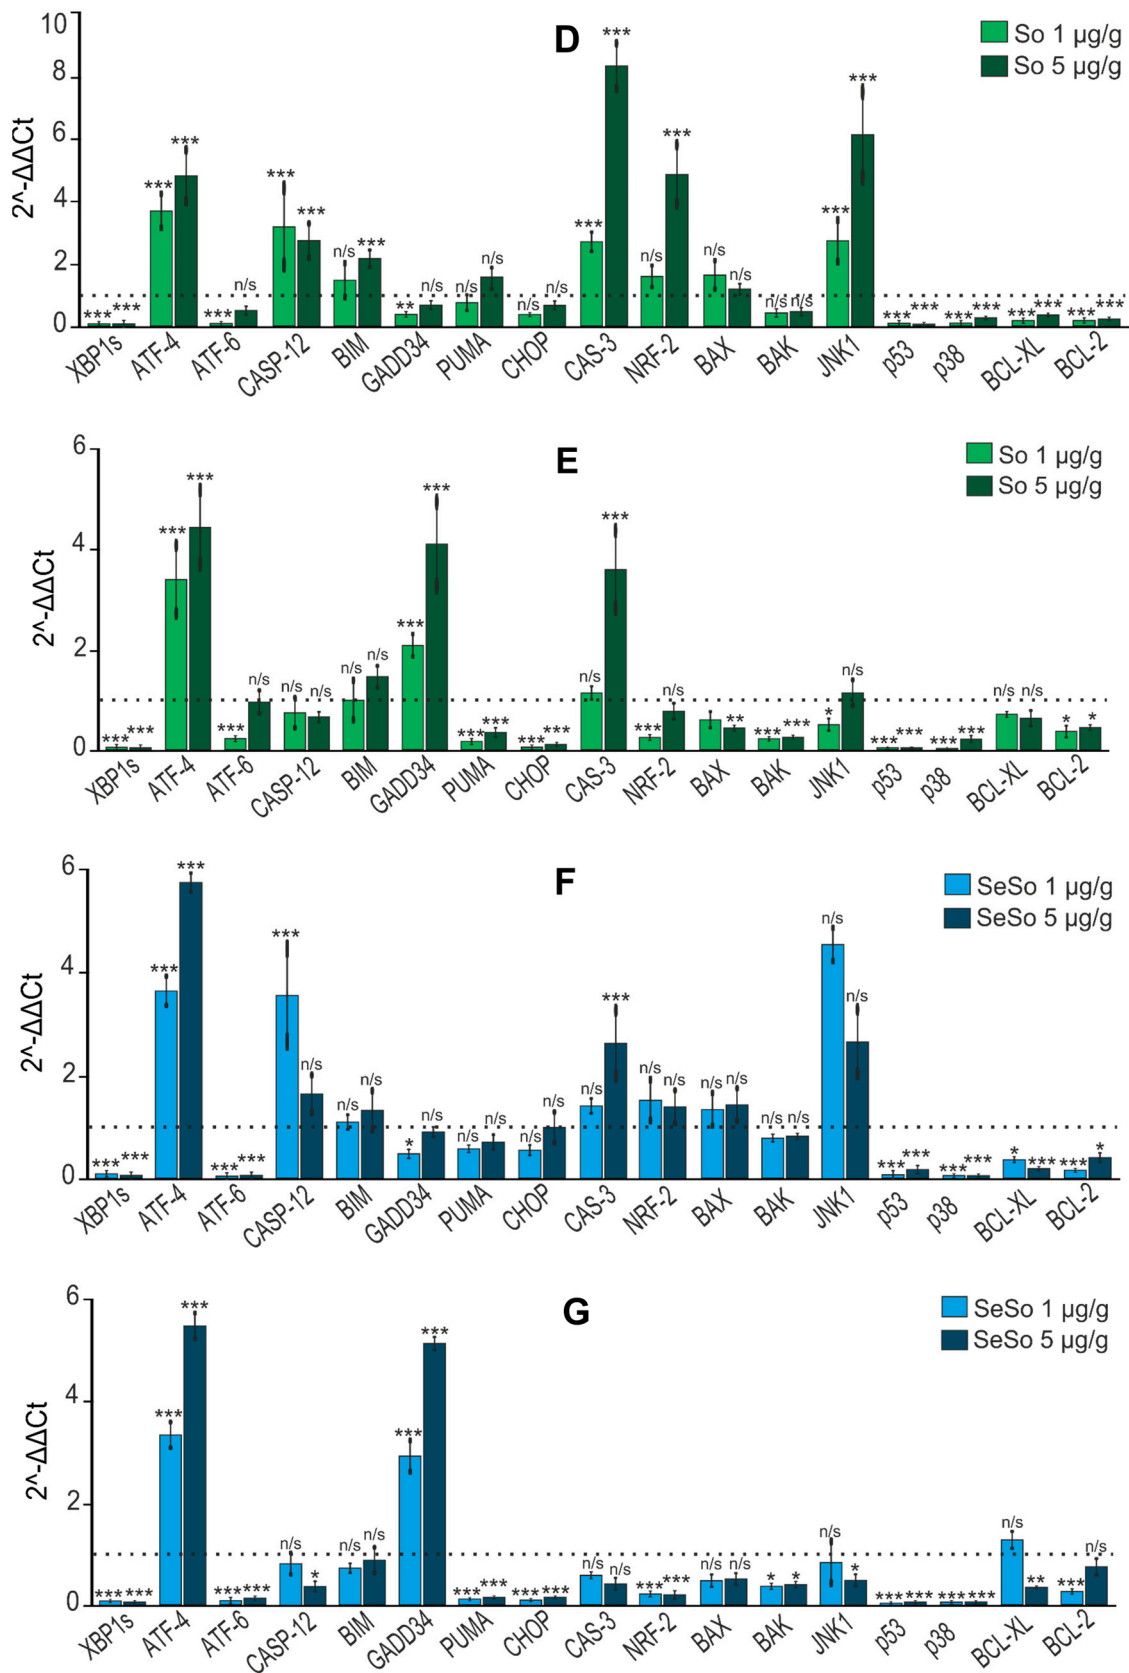 10
D
So 1 µg/g
So 5 µg/g
8
6
4
2
0
2^-ΔΔCt
*** *** *** *** *** n/s *** *** n/s *** ** n/s n/s n/s n/s n/s *** *** n/s *** n/s n/s n/s n/s *** *** *** *** *** *** *** *** *** ***
XBP1s ATF-4 ATF-6 CASP-12 BIM GADD34 PUMA CHOP CAS-3 NRF-2 BAX BAK JNK1 p53 p38 BCL-XL BCL-2
6
E
So 1 µg/g
So 5 µg/g
4
2
0
2^-ΔΔCt
*** *** *** *** *** n/s n/s n/s n/s n/s *** *** *** *** *** *** n/s *** *** n/s n/s ** *** *** * n/s *** *** *** *** n/s n/s * *
XBP1s ATF-4 ATF-6 CASP-12 BIM GADD34 PUMA CHOP CAS-3 NRF-2 BAX BAK JNK1 p53 p38 BCL-XL BCL-2
6
F
SeSo 1 µg/g
SeSo 5 µg/g
4
2
0
2^-ΔΔCt
*** *** *** *** *** *** *** n/s n/s n/s * n/s n/s n/s n/s n/s n/s *** n/s n/s n/s n/s n/s n/s n/s n/s *** *** *** *** * *** *** *
XBP1s ATF-4 ATF-6 CASP-12 BIM GADD34 PUMA CHOP CAS-3 NRF-2 BAX BAK JNK1 p53 p38 BCL-XL BCL-2
6
G
SeSo 1 µg/g
SeSo 5 µg/g
4
2
0
2^-ΔΔCt
*** *** *** *** *** *** n/s * n/s n/s *** *** *** *** *** *** n/s n/s *** *** n/s n/s * * n/s * *** *** *** *** n/s ** *** n/s
XBP1s ATF-4 ATF-6 CASP-12 BIM GADD34 PUMA CHOP CAS-3 NRF-2 BAX BAK JNK1 p53 p38 BCL-XL BCL-2